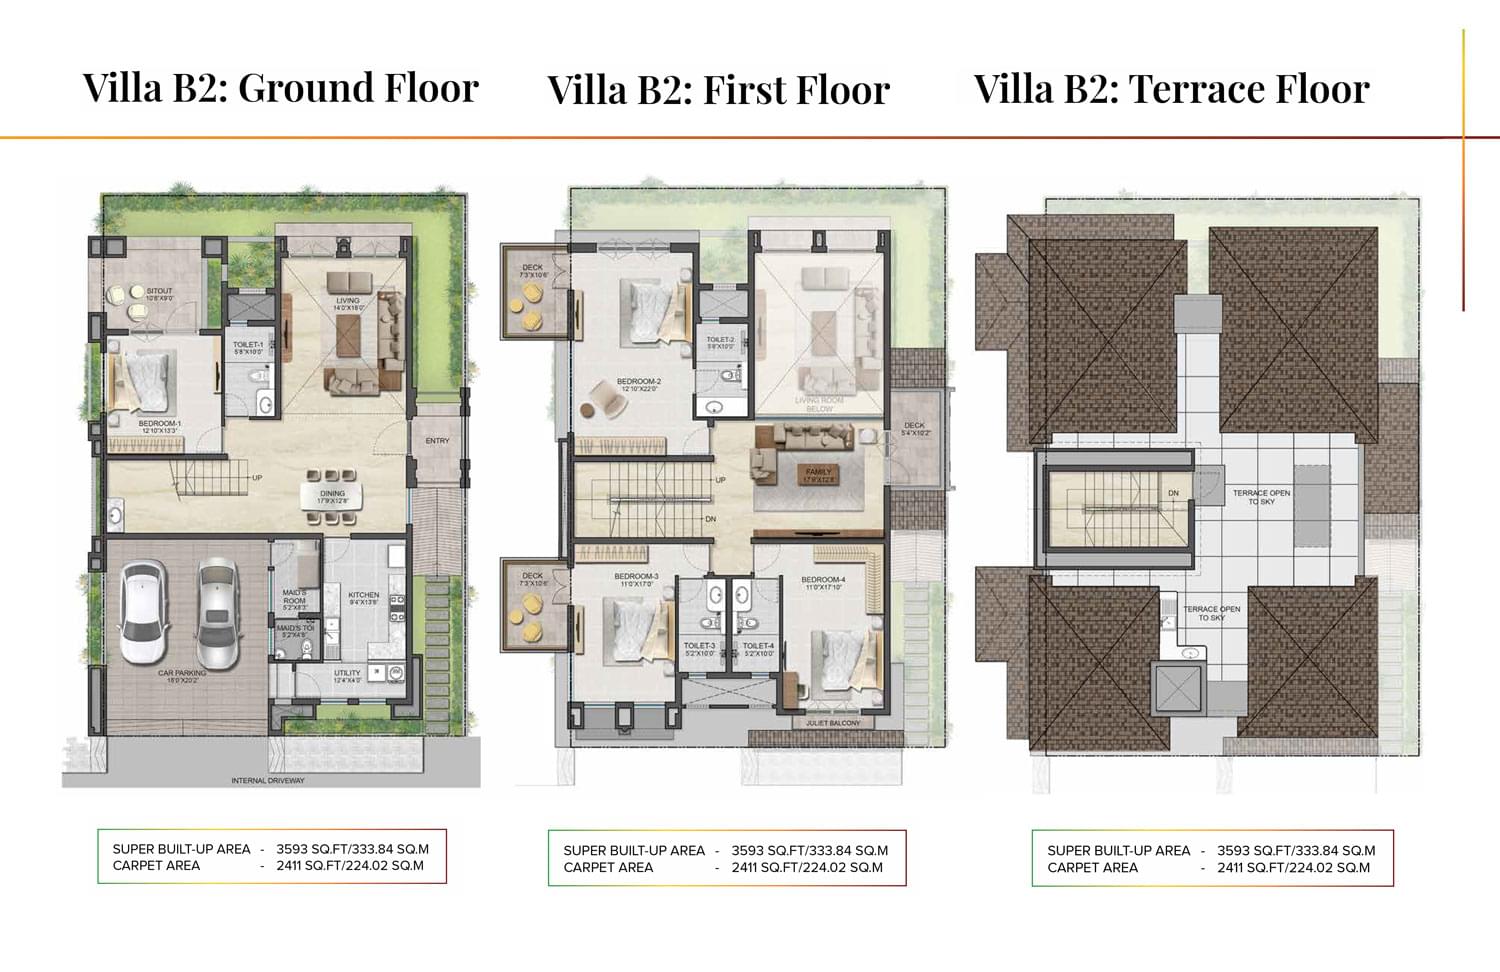 Villa B2: Ground Floor
SITOUT
10'8"X9'0"
LIVING
14'0"X18'0"
TOILET-1
5'8"X10'0"
BEDROOM-1
12'10"X13'3"
ENTRY
UP
DINING
17'9"X12'8"
MAID'S
ROOM
5'2"X8'3"
KITCHEN
9'4"X13'6"
MAID'S TOI
5'2"X4'8"
CAR PARKING
18'0"X20'2"
UTILITY
12'4"X4'0"
INTERNAL DRIVEWAY
SUPER BUILT-UP AREA - 3593 SQ.FT/333.84 SQ.M
CARPET AREA - 2411 SQ.FT/224.02 SQ.M
Villa B2: First Floor
DECK
7'3"X10'6"
TOILET-2
5'8"X10'0"
BEDROOM-2
12'10"X22'0"
LIVING ROOM
BELOW
DECK
5'4"X10'2"
FAMILY
17'9"X12'8"
UP
DN
DECK
7'3"X10'6"
BEDROOM-3
11'0"X17'0"
BEDROOM-4
11'0"X17'10"
TOILET-3
5'2"X10'0"
TOILET-4
5'2"X10'0"
JULIET BALCONY
SUPER BUILT-UP AREA - 3593 SQ.FT/333.84 SQ.M
CARPET AREA - 2411 SQ.FT/224.02 SQ.M
Villa B2: Terrace Floor
DN
TERRACE OPEN
TO SKY
TERRACE OPEN
TO SKY
SUPER BUILT-UP AREA - 3593 SQ.FT/333.84 SQ.M
CARPET AREA - 2411 SQ.FT/224.02 SQ.M